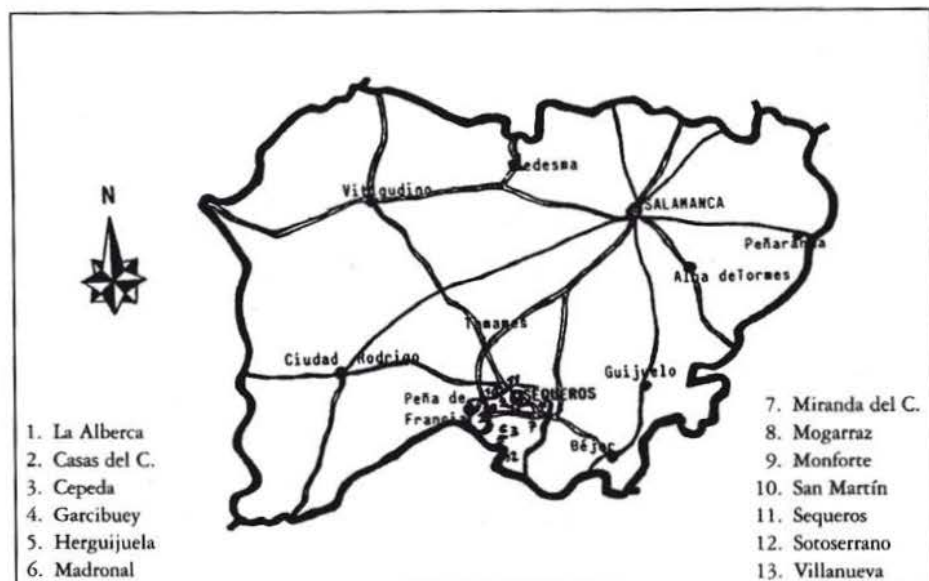 N
Ledesma
Vitigudino
SALAMANCA
Peñaranda
Alba deTormes
Tamames
Ciudad Rodrigo
Guijuelo
SEQUEROS
Peña de
Francia
Béjar
1. La Alberca
2. Casas del C.
3. Cepeda
4. Garcibuey
5. Herguijuela
6. Madronal
7. Miranda del C.
8. Mogarraz
9. Monforte
10. San Martín
11. Sequeros
12. Sotoserrano
13. Villanueva